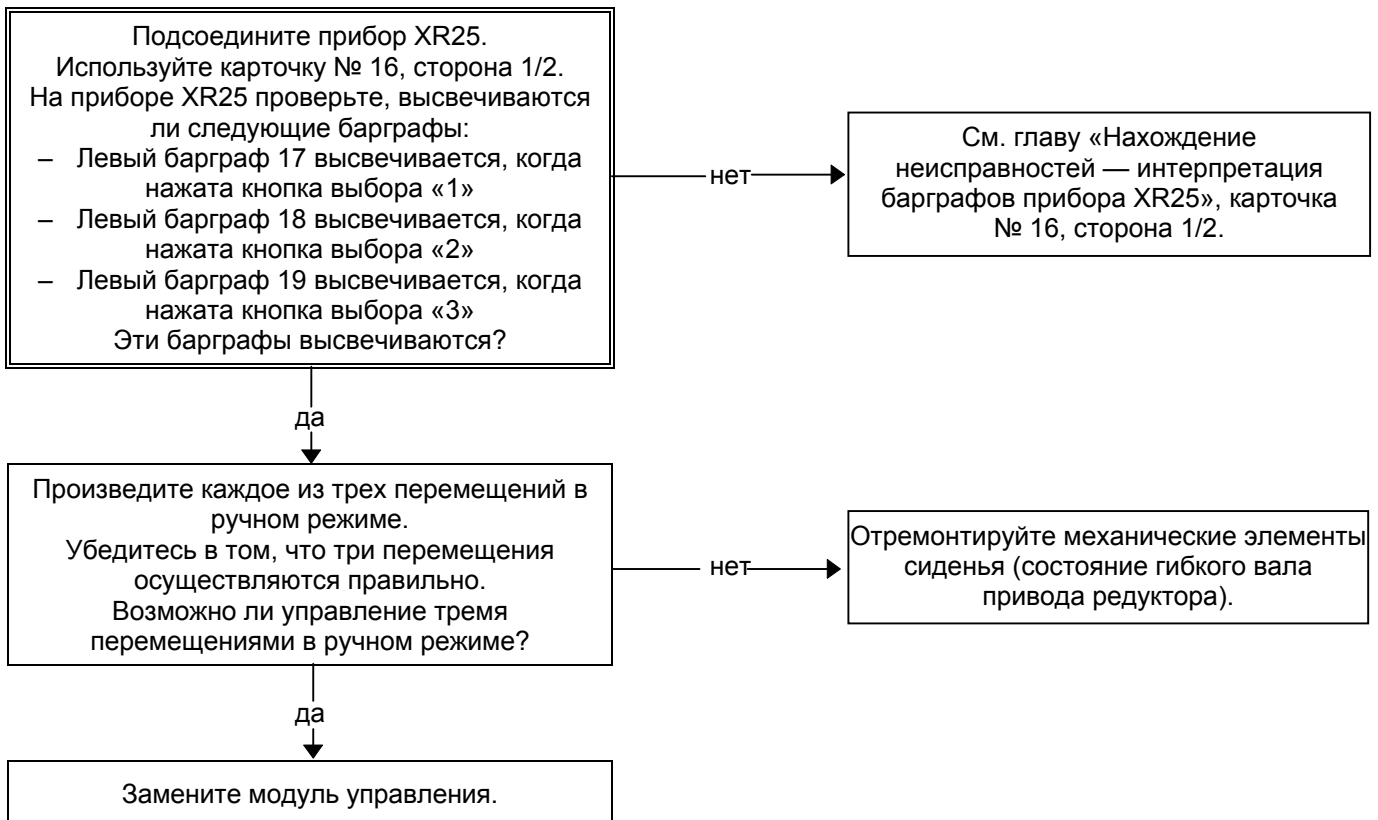 Подсоедините прибор XR25.
Используйте карточку № 16, сторона 1/2.
На приборе XR25 проверьте, высвечиваются
ли следующие барграфы:
– Левый барграф 17 высвечивается, когда
нажата кнопка выбора «1»
– Левый барграф 18 высвечивается, когда
нажата кнопка выбора «2»
– Левый барграф 19 высвечивается, когда
нажата кнопка выбора «3»
Эти барграфы высвечиваются?
нет
См. главу «Нахождение
неисправностей — интерпретация
барграфов прибора XR25», карточка
№ 16, сторона 1/2.
да
Произведите каждое из трех перемещений в
ручном режиме.
Убедитесь в том, что три перемещения
осуществляются правильно.
Возможно ли управление тремя
перемещениями в ручном режиме?
нет
Отремонтируйте механические элементы
сиденья (состояние гибкого вала
привода редуктора).
да
Замените модуль управления.